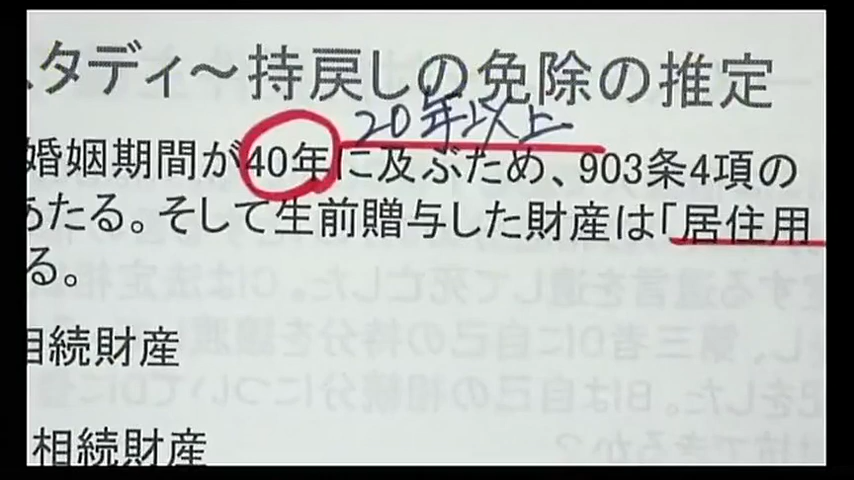 スタディ～持戻しの免除の推定
20年以上
婚姻期間が40年に及ぶため、903条4項の
あたる。そして生前贈与した財産は「居住用
る。
相続財産
相続財産